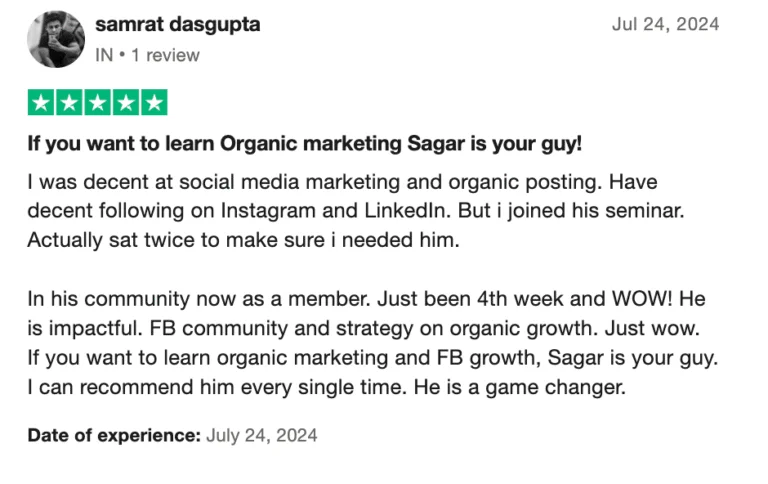 samrat dasgupta
Jul 24, 2024
IN • 1 review
If you want to learn Organic marketing Sagar is your guy!
I was decent at social media marketing and organic posting. Have
decent following on Instagram and LinkedIn. But i joined his seminar.
Actually sat twice to make sure i needed him.
In his community now as a member. Just been 4th week and WOW! He
is impactful. FB community and strategy on organic growth. Just wow.
If you want to learn organic marketing and FB growth, Sagar is your guy.
I can recommend him every single time. He is a game changer.
Date of experience: July 24, 2024